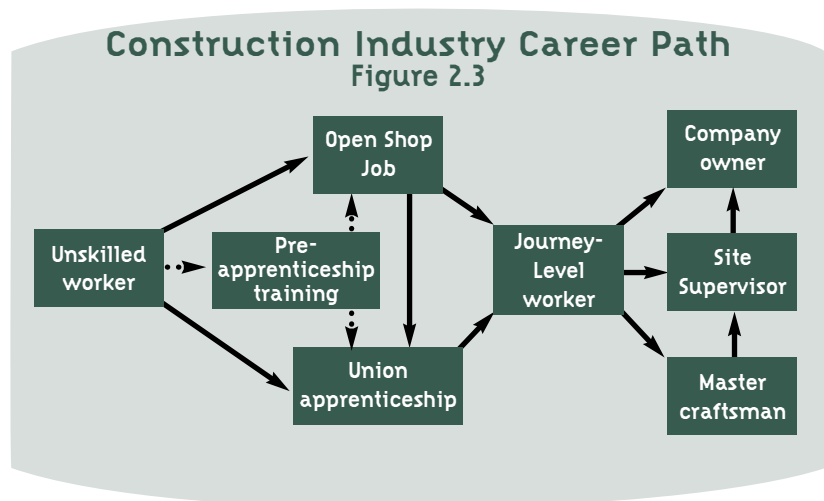 Construction Industry Career Path
Figure 2.3
Open Shop
Job
Company
owner
Unskilled
worker
Pre-
apprenticeship
training
Journey-
Level
worker
Site
Supervisor
Union
apprenticeship
Master
craftsman